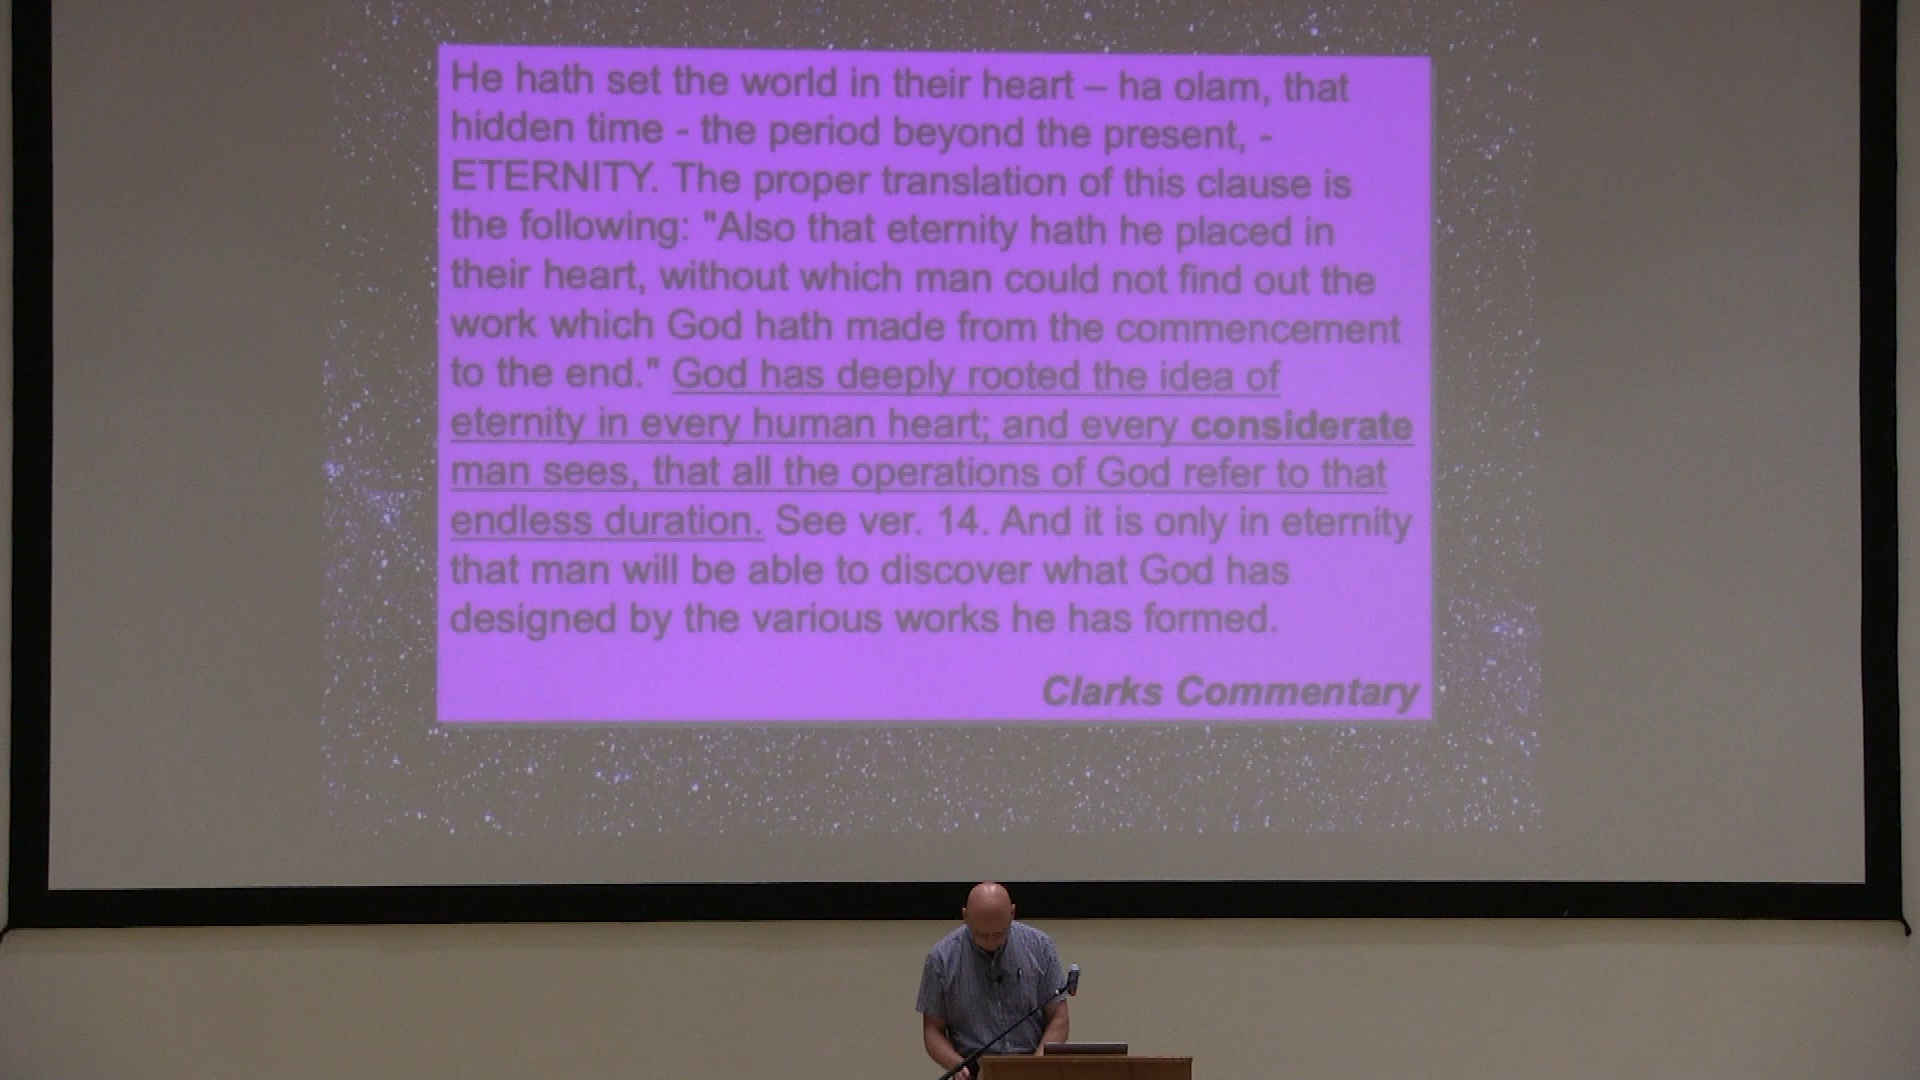 He hath set the world in their heart – ha olam, that
hidden time - the period beyond the present, -
ETERNITY. The proper translation of this clause is
the following: "Also that eternity hath he placed in
their heart, without which man could not find out the
work which God hath made from the commencement
to the end." God has deeply rooted the idea of
eternity in every human heart; and every considerate
man sees, that all the operations of God refer to that
endless duration. See ver. 14. And it is only in eternity
that man will be able to discover what God has
designed by the various works he has formed.
Clarks Commentary